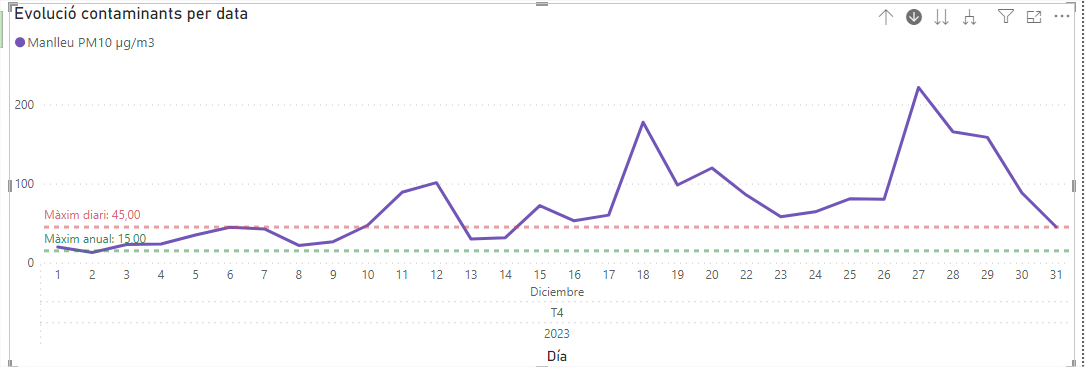 Evolució contaminants per data
Manlleu PM10 µg/m3
200
100
0
Màxim diari: 45,00
Màxim anual: 15,00
1 2 3 4 5 6 7 8 9 10 11 12 13 14 15 16 17 18 19 20 21 22 23 24 25 26 27 28 29 30 31
Diciembre
T4
2023
Día